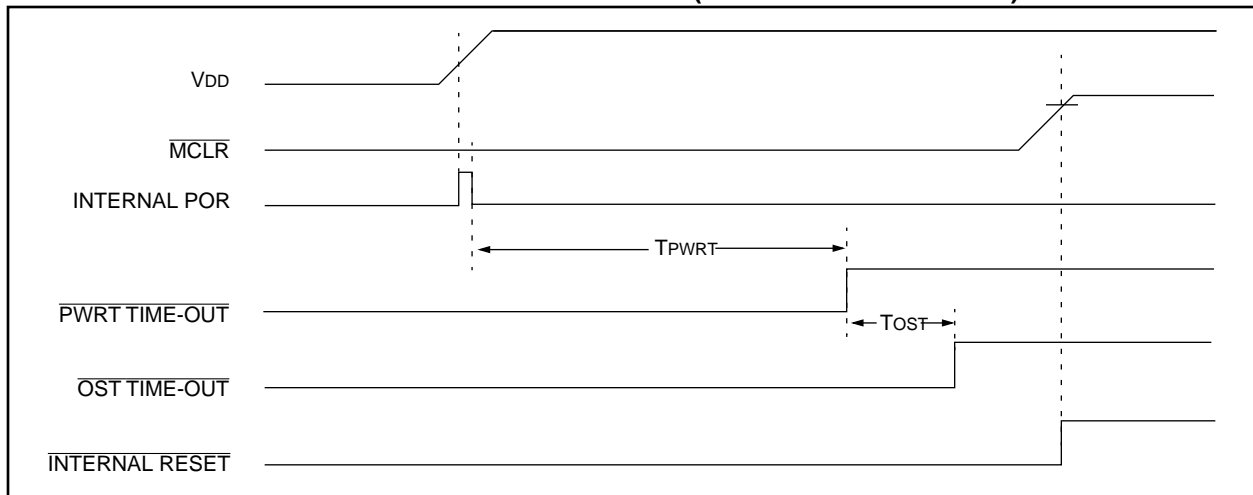 VDD
MCLR
INTERNAL POR
TPWRT
PWRT TIME-OUT
TOST
OST TIME-OUT
INTERNAL RESET